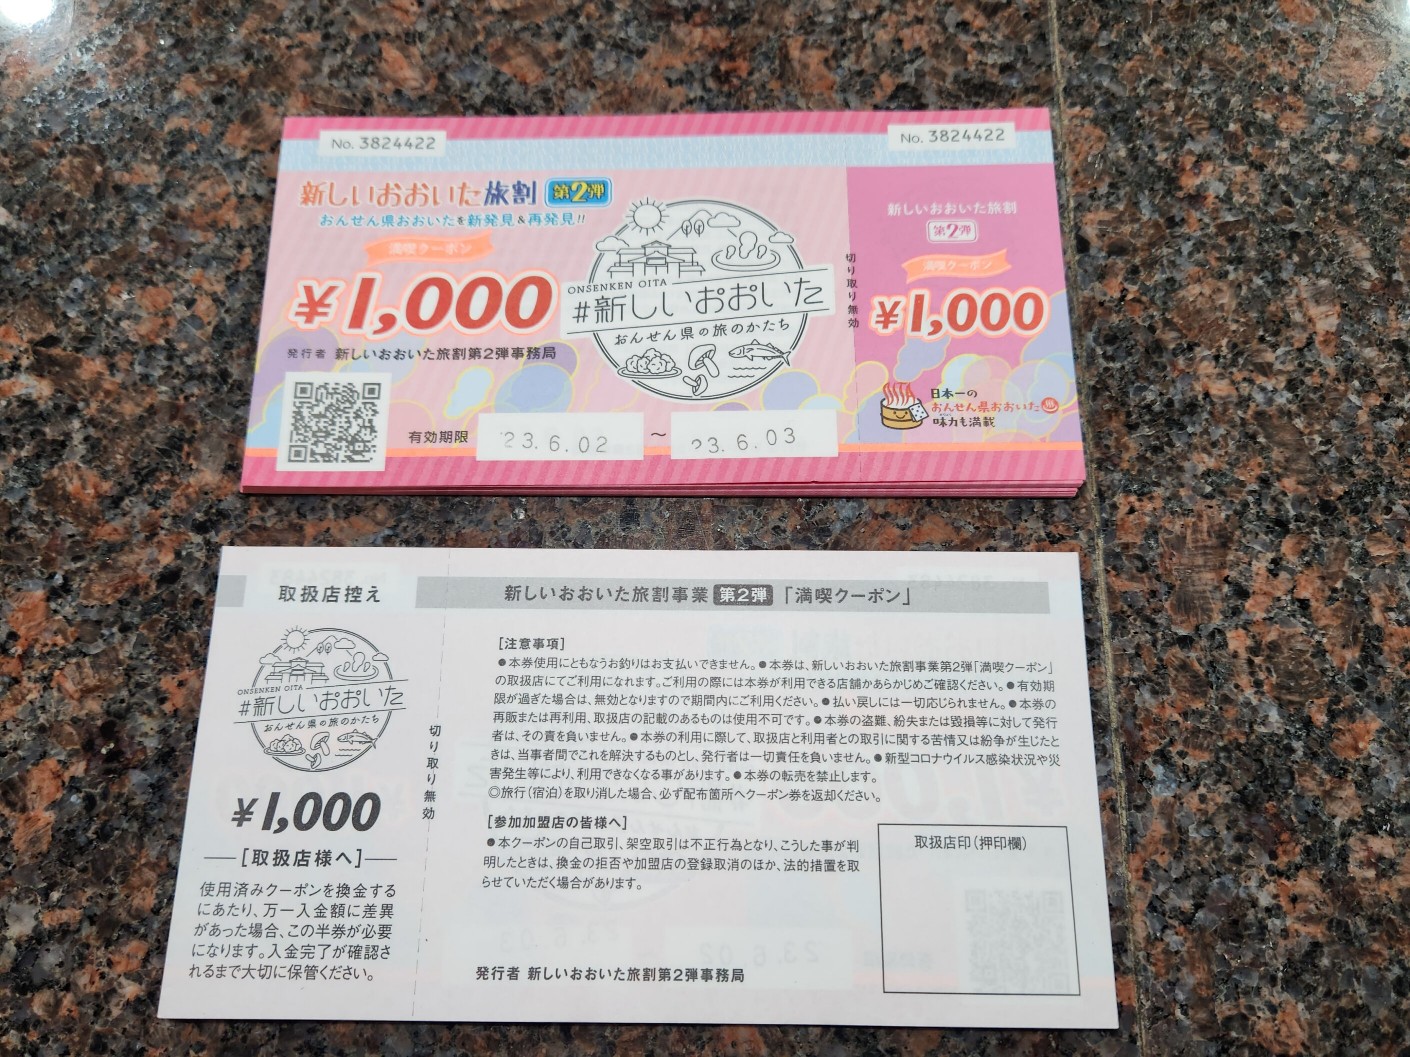 No. 3824422
No. 3824422
新しいおおいた旅割 第2弾
おんせん県おおいたを新発見&再発見!!
満喫クーポン
¥1,000
発行者 新しいおおいた旅割第2弾事務局
ONSENKEN OITA
#新しいおおいた
おんせん県の旅のかたち
有効期限 '23.6.02 ~ '23.6.03
切り取り無効
新しいおおいた旅割
第2弾
満喫クーポン
¥1,000
日本一の
おんせん県おおいた♨
味力も満載
取扱店控え
ONSENKEN OITA
#新しいおおいた
おんせん県の旅のかたち
¥1,000
[取扱店様へ]
使用済みクーポンを換金する
にあたり、万一入金額に差異
があった場合、この半券が必要
になります。入金完了が確認さ
れるまで大切に保管ください。
切り取り無効
新しいおおいた旅割事業 第2弾 「満喫クーポン」
[注意事項]
●本券使用にともなうお釣りはお支払いできません。●本券は、新しいおおいた旅割事業第2弾「満喫クーポン」
の取扱店にてご利用になれます。ご利用の際には本券が利用できる店舗かあらかじめご確認ください。●有効期
限が過ぎた場合は、無効となりますので期間内にご利用ください。●払い戻しには一切応じられません。●本券の
再販または再利用、取扱店の記載のあるものは使用不可です。●本券の盗難、紛失または毀損等に対して発行
者は、その責を負いません。●本券の利用に際して、取扱店と利用者との取引に関する苦情又は紛争が生じたと
きは、当事者間でこれを解決するものとし、発行者は一切責任を負いません。●新型コロナウイルス感染状況や災
害発生等により、利用できなくなる事があります。●本券の転売を禁止します。
◎旅行(宿泊)を取り消した場合、必ず配布箇所へクーポン券を返却ください。
[参加加盟店の皆様へ]
●本クーポンの自己取引、架空取引は不正行為となり、こうした事が判
明したときは、換金の拒否や加盟店の登録取消のほか、法的措置を取
らせていただく場合があります。
取扱店印(押印欄)
発行者 新しいおおいた旅割第2弾事務局